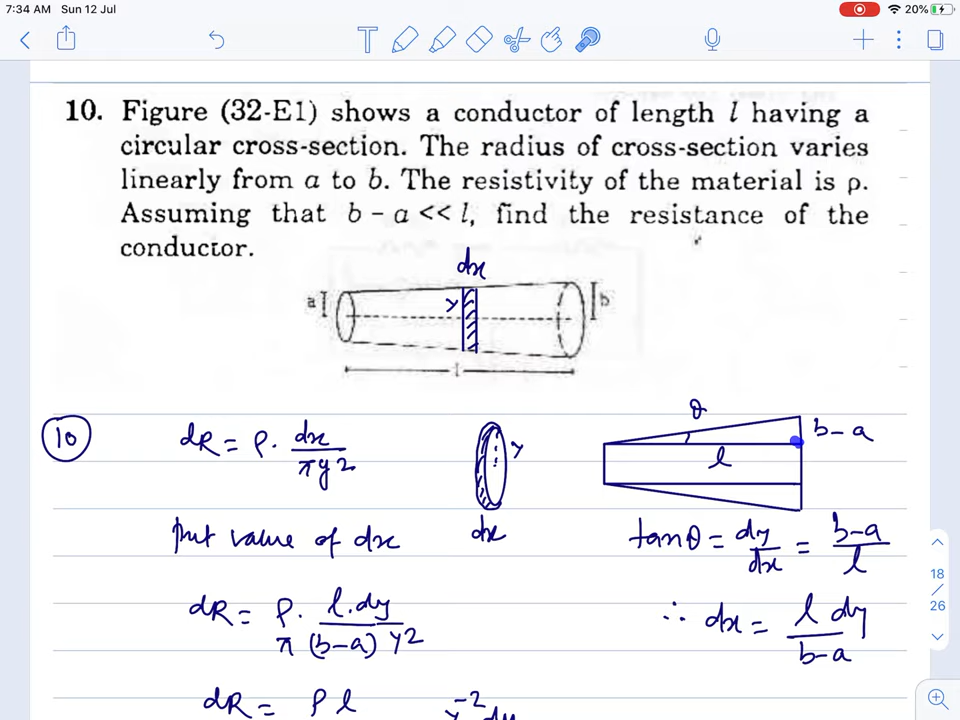 7:34 AM Sun 12 Jul 20%
T
10. Figure (32-E1) shows a conductor of length l having a
circular cross-section. The radius of cross-section varies
linearly from a to b. The resistivity of the material is ρ.
Assuming that b – a << l, find the resistance of the
conductor.
dx
a y b
l
10 dR = ρ. dx / πy2 y θ b-a
l
dx
Put value of dx tanθ = dy/dx = b-a/l
dR = ρ. l.dy / π (b-a) y2 ∴ dx = l dy / b-a
18
/
26
dR = ρ l y-2 dy